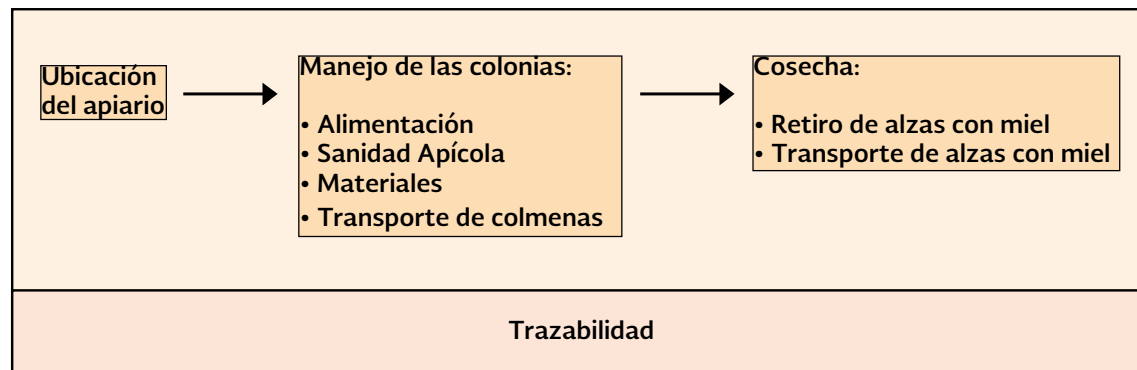 Ubicación
del apiario
Manejo de las colonias:
• Alimentación
• Sanidad Apícola
• Materiales
• Transporte de colmenas
Cosecha:
• Retiro de alzas con miel
• Transporte de alzas con miel
Trazabilidad